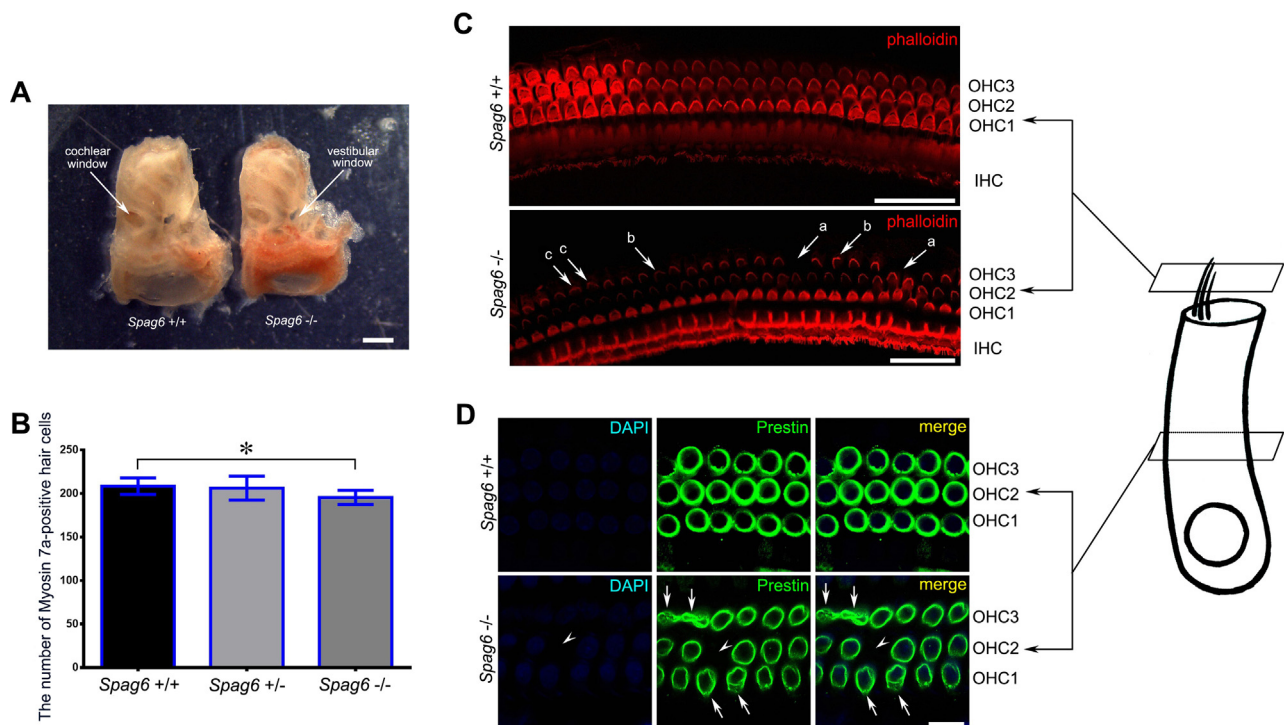 A
cochlear
window
vestibular
window
Spag6 +/+
Spag6 -/-
B
The number of Myosin 7a-positive hair cells
*
250
200
150
100
50
0
Spag6 +/+
Spag6 +/-
Spag6 -/-
C
Spag6 +/+
phalloidin
OHC3
OHC2
OHC1
IHC
Spag6 -/-
phalloidin
c
c
b
a
b
a
OHC3
OHC2
OHC1
IHC
D
Spag6 +/+
DAPI
Prestin
merge
OHC3
OHC2
OHC1
Spag6 -/-
DAPI
Prestin
merge
OHC3
OHC2
OHC1